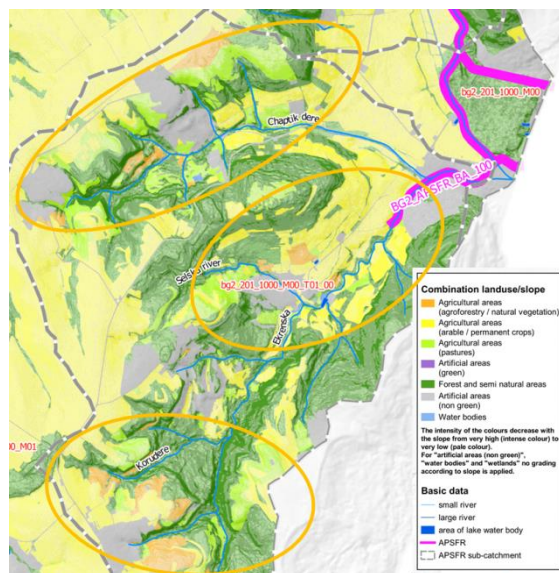 bg2_201_1000_M00
Chaptik dere
BG2_APSFR_BA_100
Selska river
bg2_201_1000_M00_T01_00
Ekrenska
00_M01
Korudere
Combination landuse/slope
Agricultural areas
(agroforestry / natural vegetation)
Agricultural areas
(arable / permanent crops)
Agricultural areas
(pastures)
Artificial areas
(green)
Forest and semi natural areas
Artificial areas
(non green)
Water bodies
The intensity of the colours decrease with
the slope from very high (intense colour) to
very low (pale colour).
For "artificial areas (non green)",
"water bodies" and "wetlands" no grading
according to slope is applied.
Basic data
small river
large river
area of lake water body
APSFR
APSFR sub-catchment